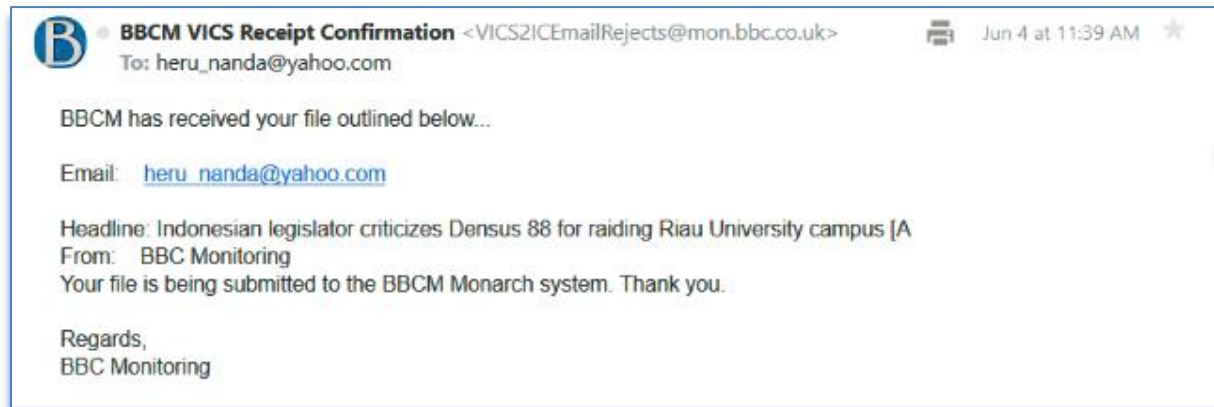 B
BBCM VICS Receipt Confirmation <VICS2ICEmailRejects@mon.bbc.co.uk> Jun 4 at 11:39 AM
To: heru_nanda@yahoo.com
BBCM has received your file outlined below...
Email: heru_nanda@yahoo.com
Headline: Indonesian legislator criticizes Densus 88 for raiding Riau University campus [A
From: BBC Monitoring
Your file is being submitted to the BBCM Monarch system. Thank you.
Regards,
BBC Monitoring